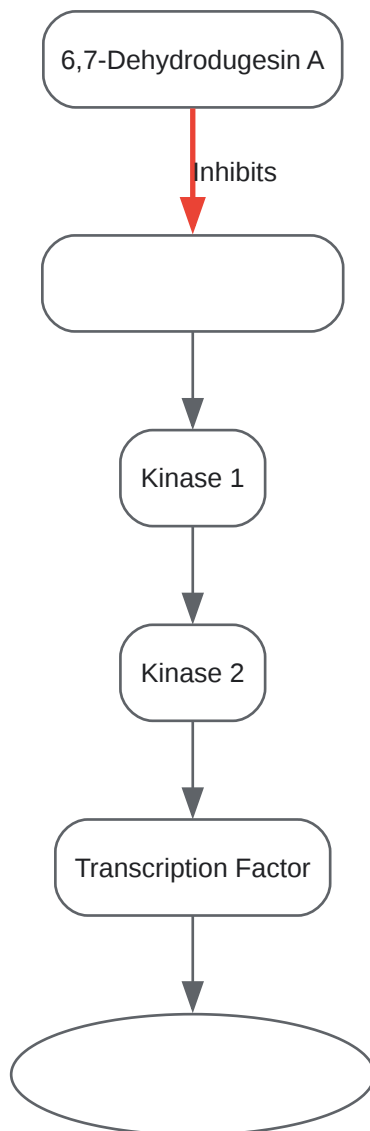 6,7-Dehydrodugesin A
Inhibits
Kinase 1
Kinase 2
Transcription Factor